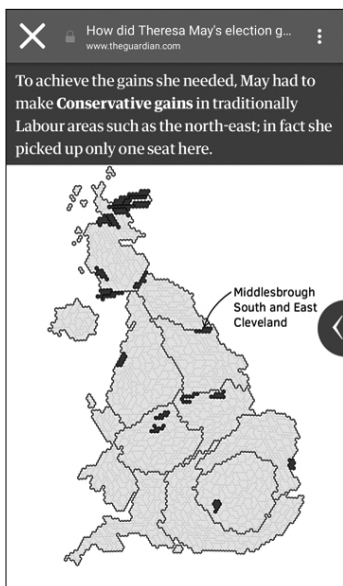 How did Theresa May's election g...
www.theguardian.com
To achieve the gains she needed, May had to
make Conservative gains in traditionally
Labour areas such as the north-east; in fact she
picked up only one seat here.
Middlesbrough
South and East
Cleveland